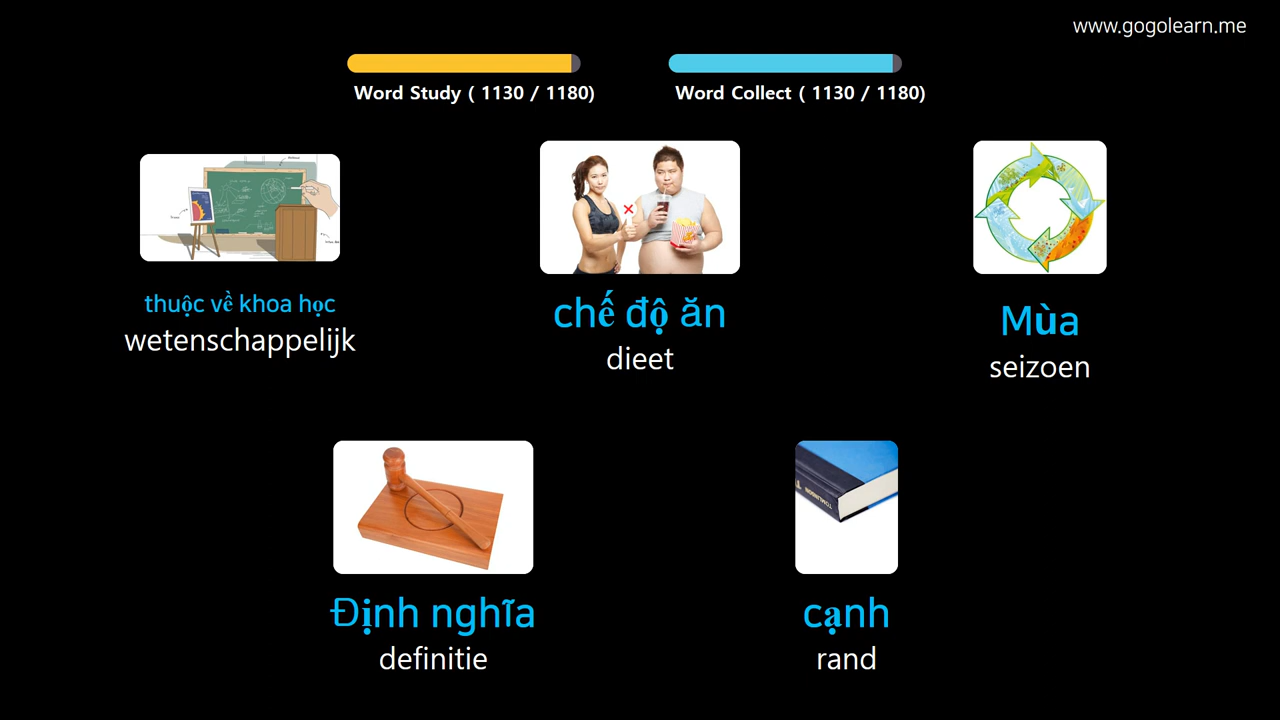 www.gogolearn.me
Word Study ( 1130 / 1180)
Word Collect ( 1130 / 1180)
thuộc về khoa học
wetenschappelijk
chế độ ăn
dieet
Mùa
seizoen
TOMLINSON
Định nghĩa
definitie
cạnh
rand